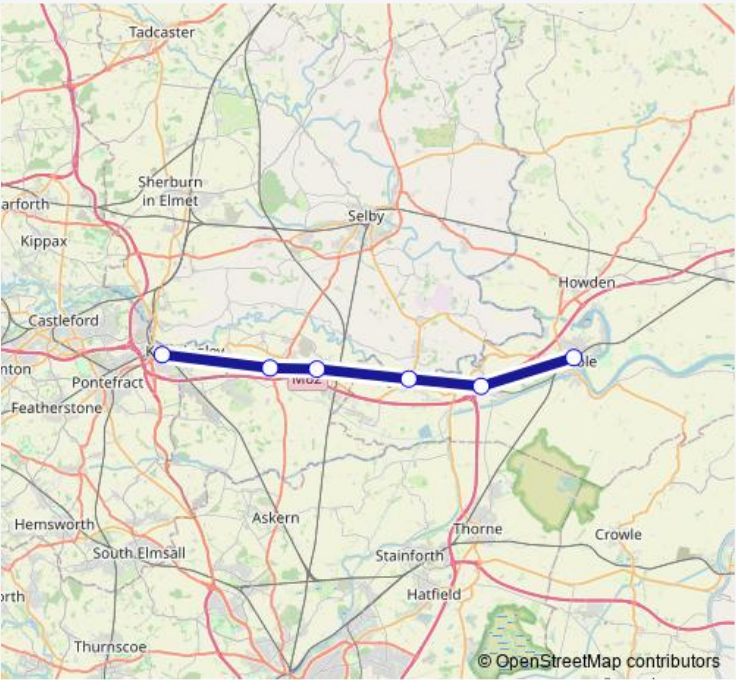 Tadcaster
Sherburn
in Elmet
arforth
Selby
Kippax
Howden
Castleford
nton
Pontefract
M62
Featherstone
Askern
Hemsworth
South Elmsall
Thorne
Crowle
Stainforth
orth
Hatfield
Thurnscoe
© OpenStreetMap contributors